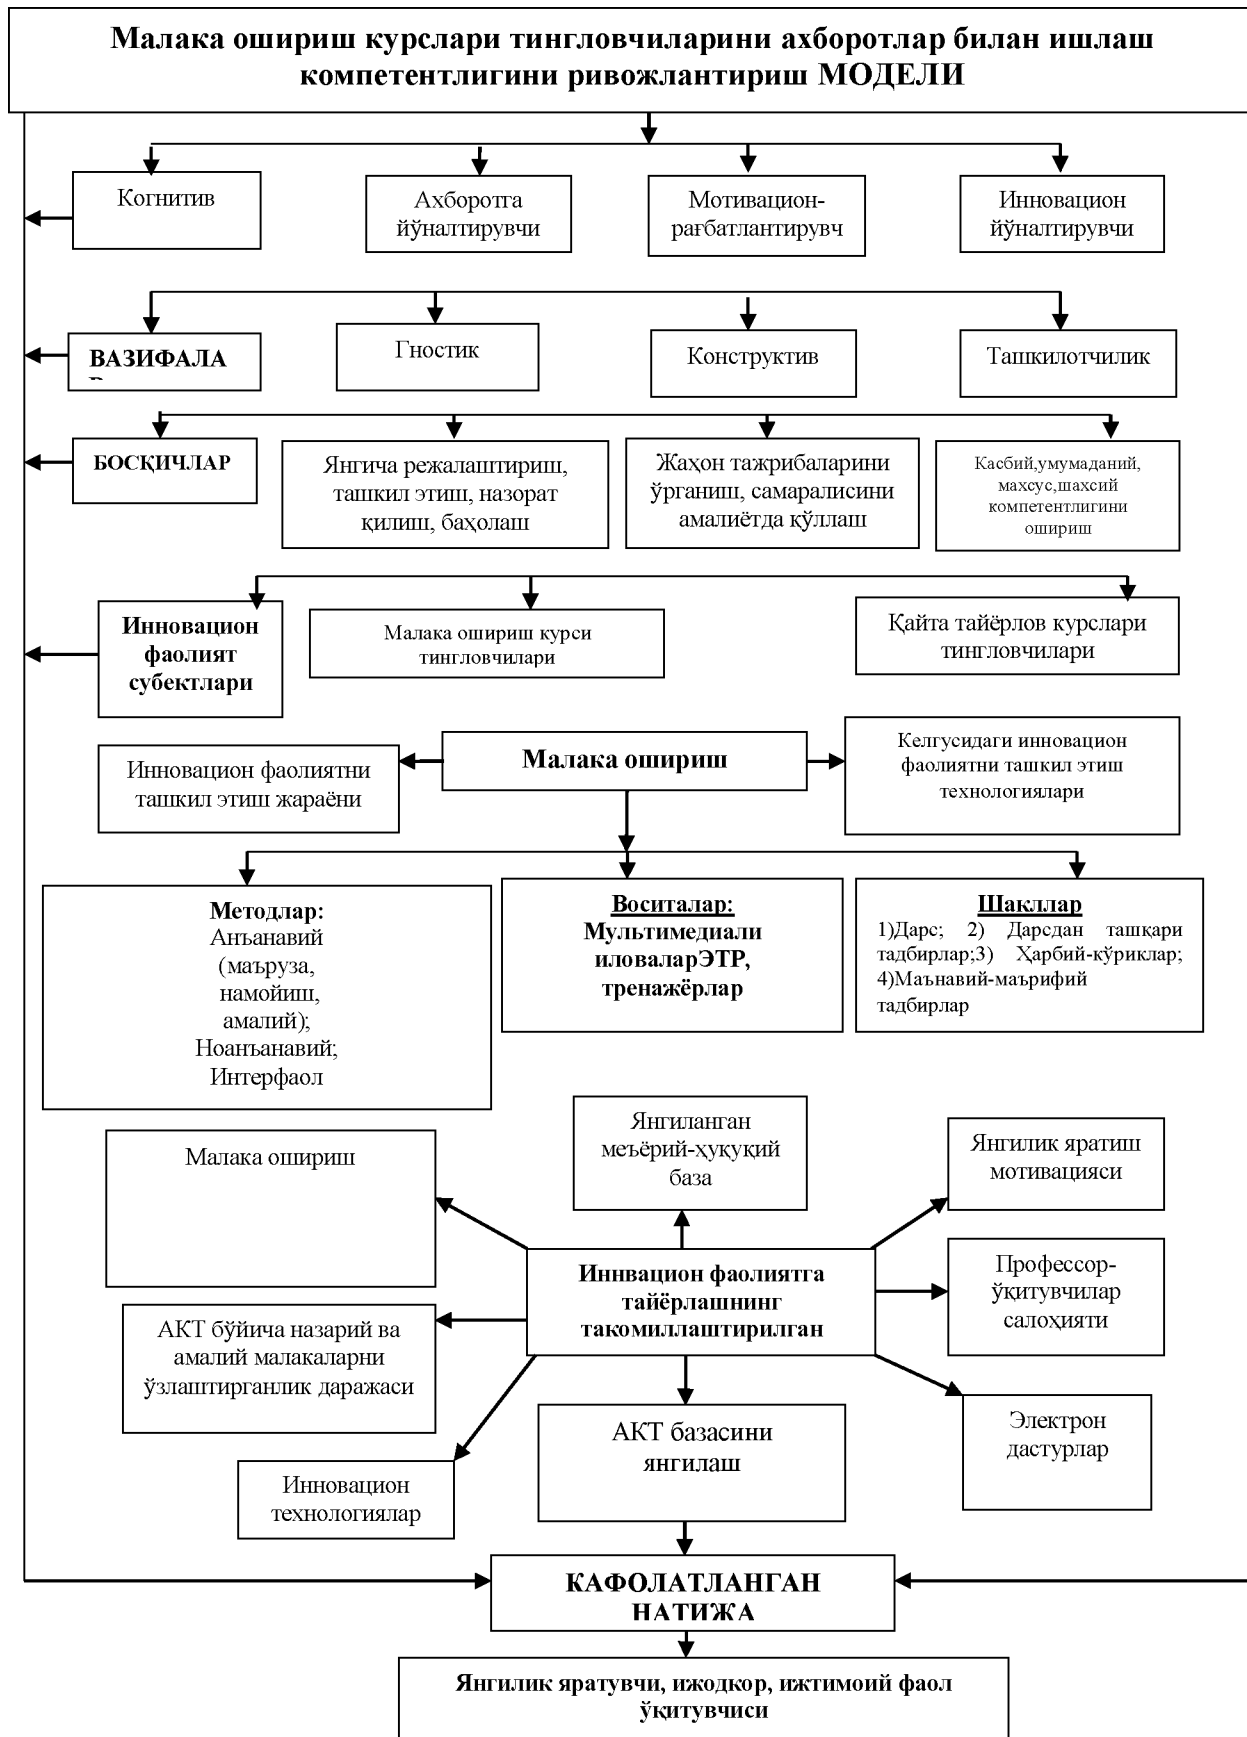 Малака ошириш курслари тингловчиларини ахборотлар билан ишлаш
компетентлигини ривожлантириш МОДЕЛИ
Когнитив
Ахборотга
йўналтирувчи
Мотивацион-
рағбатлантирувч
Инновацион
йўналтирувчи
ВАЗИФАЛА
Гностик
Конструктив
Ташкилотчилик
БОСҚИЧЛАР
Янгича режалаштириш,
ташкил этиш, назорат
қилиш, баҳолаш
Жаҳон тажрибаларини
ўрганиш, самаралисини
амалиётда қўллаш
Касбий,умумаданий,
махсус,шахсий
компетентлигини
ошириш
Инновацион
фаолият
субектлари
Малака ошириш курси
тингловчилари
Қайта тайёрлов курслари
тингловчилари
Инновацион фаолиятни
ташкил этиш жараёни
Малака ошириш
Келгусидаги инновацион
фаолиятни ташкил этиш
технологиялари
Методлар:
Анъанавий
(маъруза,
намойиш,
амалий);
Ноанъанавий;
Интерфаол
Воситалар:
Мультимедиали
иловаларЭТР,
тренажёрлар
Шакллар
1)Дарс; 2) Дарсдан ташқари
тадбирлар;3) Ҳарбий-кўриклар;
4)Маънавий-маърифий
тадбирлар
Янгиланган
меъёрий-ҳуқуқий
база
Малака ошириш
Янгилик яратиш
мотивацияси
Иннвацион фаолиятга
тайёрлашнинг
такомиллаштирилган
Профессор-
ўқитувчилар
салоҳияти
АКТ бўйича назарий ва
амалий малакаларни
ўзлаштирганлик даражаси
АКТ базасини
янгилаш
Электрон
дастурлар
Инновацион
технологиялар
КАФОЛАТЛАНГАН
НАТИЖА
Янгилик яратувчи, ижодкор, ижтимоий фаол
ўқитувчиси